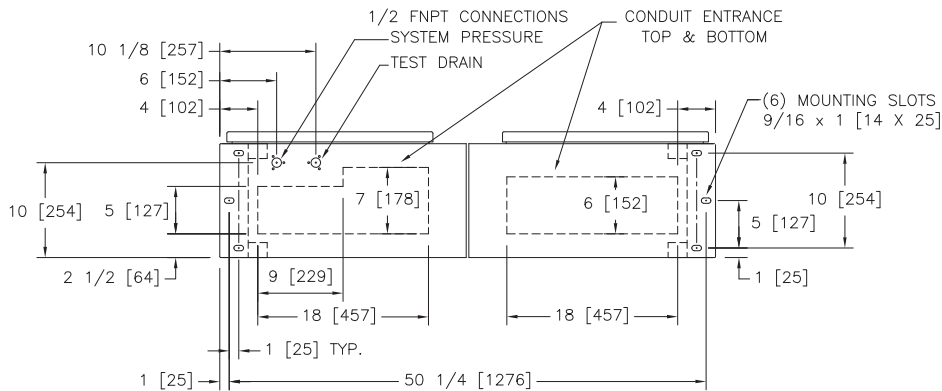 1/2 FNPT CONNECTIONS
SYSTEM PRESSURE
TEST DRAIN
CONDUIT ENTRANCE
TOP & BOTTOM
10 1/8 [257]
6 [152]
4 [102]
4 [102]
(6) MOUNTING SLOTS
9/16 x 1 [14 X 25]
10 [254]
5 [127]
7 [178]
6 [152]
10 [254]
5 [127]
2 1/2 [64]
9 [229]
1 [25]
18 [457]
18 [457]
1 [25] TYP.
1 [25]
50 1/4 [1276]